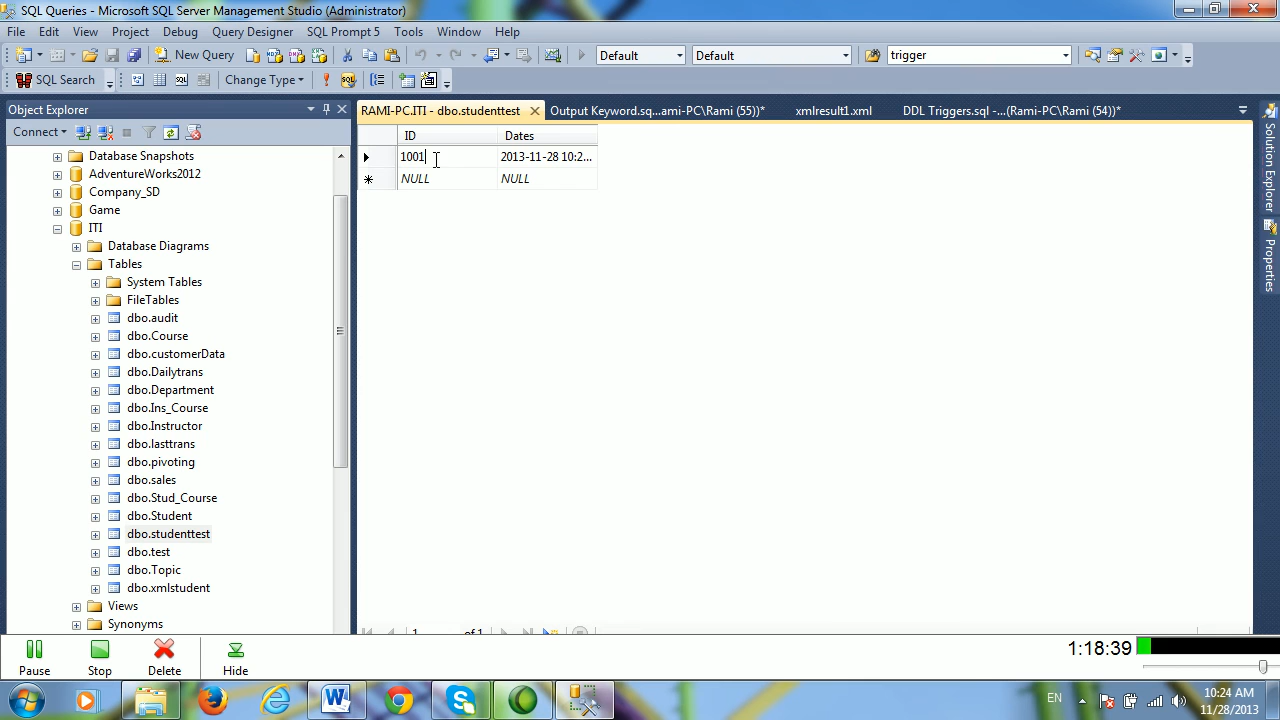 SQL Queries - Microsoft SQL Server Management Studio (Administrator)
File Edit View Project Debug Query Designer SQL Prompt 5 Tools Window Help
New Query Default Default trigger
SQL Search Change Type
Object Explorer
RAMI-PC.ITI - dbo.studenttest Output Keyword.sq...ami-PC\Rami (55))* xmlresult1.xml DDL Triggers.sql -...(Rami-PC\Rami (54))*
Connect
ID Dates
1001 2013-11-28 10:2...
NULL NULL
Database Snapshots
AdventureWorks2012
Company_SD
Game
ITI
Database Diagrams
Tables
System Tables
FileTables
dbo.audit
dbo.Course
dbo.customerData
dbo.Dailytrans
dbo.Department
dbo.Ins_Course
dbo.Instructor
dbo.lasttrans
dbo.pivoting
dbo.sales
dbo.Stud_Course
dbo.Student
dbo.studenttest
dbo.test
dbo.Topic
dbo.xmlstudent
Views
Synonyms
Solution Explorer
Properties
1 of 1
Pause Stop Delete Hide
1:18:39
EN
10:24 AM
11/28/2013